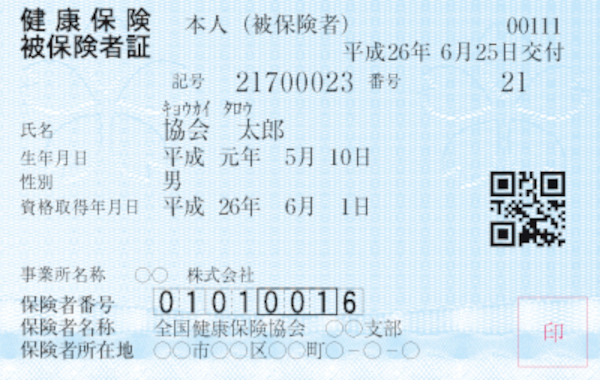 健康保険 本人（被保険者） 00111
被保険者証 平成26年 6月25日交付
記号 21700023 番号 21
ｷｮｳｶｲ ﾀﾛｳ
氏名 協会 太郎
生年月日 平成 元年 5月 10日
性別 男
資格取得年月日 平成 26年 6月 1日
事業所名称 ○○ 株式会社
保険者番号 01010016
保険者名称 全国健康保険協会 ○○支部
保険者所在地 ○○市○○区○○町○－○－○
印